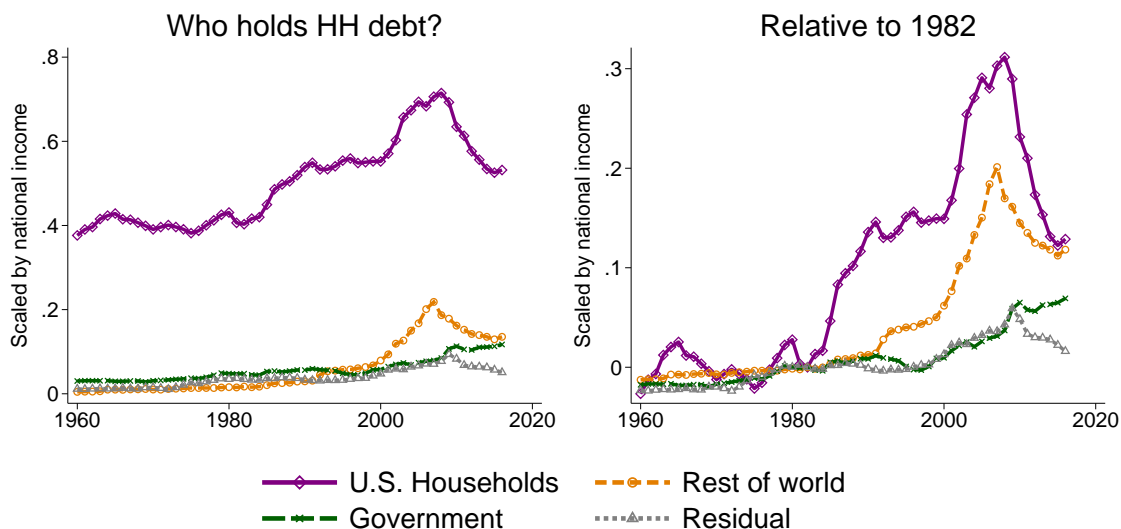 Who holds HH debt?
Scaled by national income
.8
.6
.4
.2
0
1960
1980
2000
2020
Relative to 1982
Scaled by national income
.3
.2
.1
0
1960
1980
2000
2020
U.S. Households
Rest of world
Government
Residual